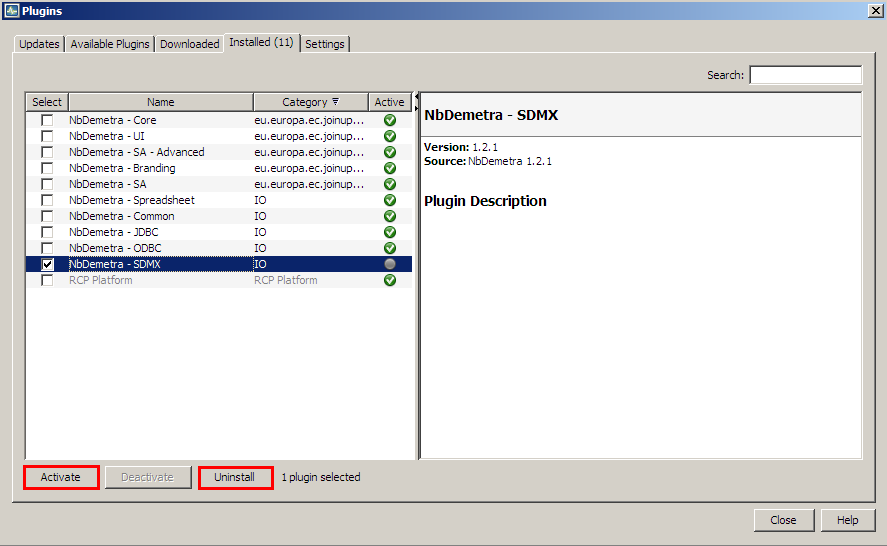 Plugins
Updates Available Plugins Downloaded Installed (11) Settings
Search:
Select Name Category Active
NbDemetra - Core eu.europa.ec.joinup...
NbDemetra - UI eu.europa.ec.joinup...
NbDemetra - SA - Advanced eu.europa.ec.joinup...
NbDemetra - Branding eu.europa.ec.joinup...
NbDemetra - SA eu.europa.ec.joinup...
NbDemetra - Spreadsheet IO
NbDemetra - Common IO
NbDemetra - JDBC IO
NbDemetra - ODBC IO
NbDemetra - SDMX IO
RCP Platform RCP Platform
NbDemetra - SDMX
Version: 1.2.1
Source: NbDemetra 1.2.1
Plugin Description
Activate Deactivate Uninstall 1 plugin selected
Close Help